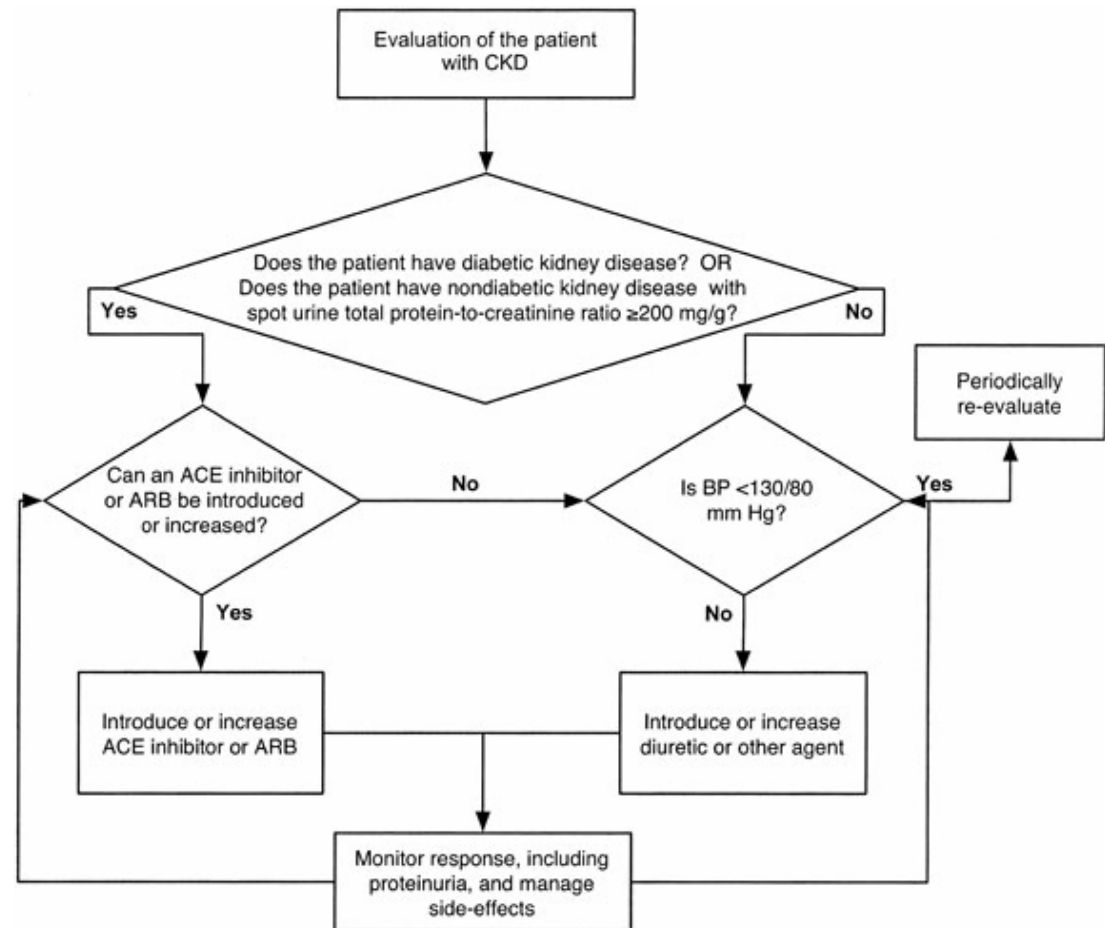 Evaluation of the patient
with CKD
Does the patient have diabetic kidney disease? OR
Does the patient have nondiabetic kidney disease with
spot urine total protein-to-creatinine ratio ≥200 mg/g?
Yes
No
Periodically
re-evaluate
Can an ACE inhibitor
or ARB be introduced
or increased?
No
Is BP <130/80
mm Hg?
Yes
Yes
No
Introduce or increase
ACE inhibitor or ARB
Introduce or increase
diuretic or other agent
Monitor response, including
proteinuria, and manage
side-effects